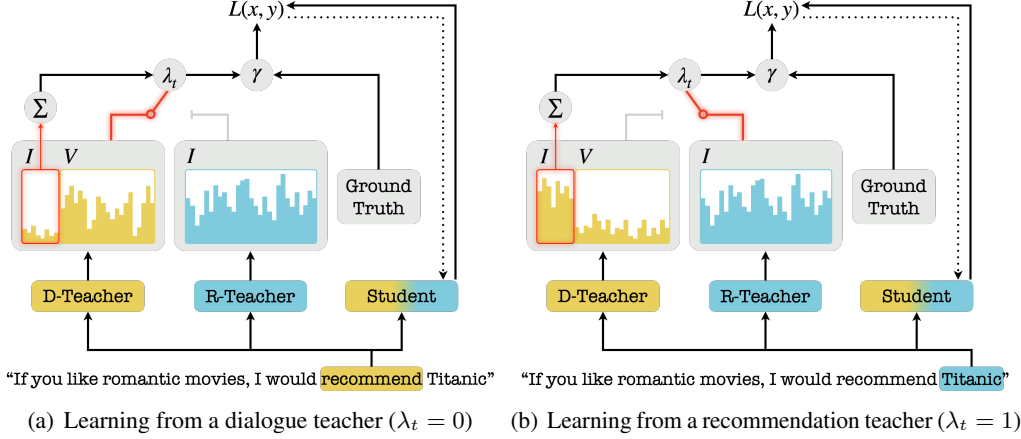 L(x, y)
λt
γ
Σ
I V
I
Ground
Truth
D-Teacher
R-Teacher
Student
“If you like romantic movies, I would recommend Titanic”
(a) Learning from a dialogue teacher (λt = 0)
L(x, y)
λt
γ
Σ
I V
I
Ground
Truth
D-Teacher
R-Teacher
Student
“If you like romantic movies, I would recommend Titanic”
(b) Learning from a recommendation teacher (λt = 1)